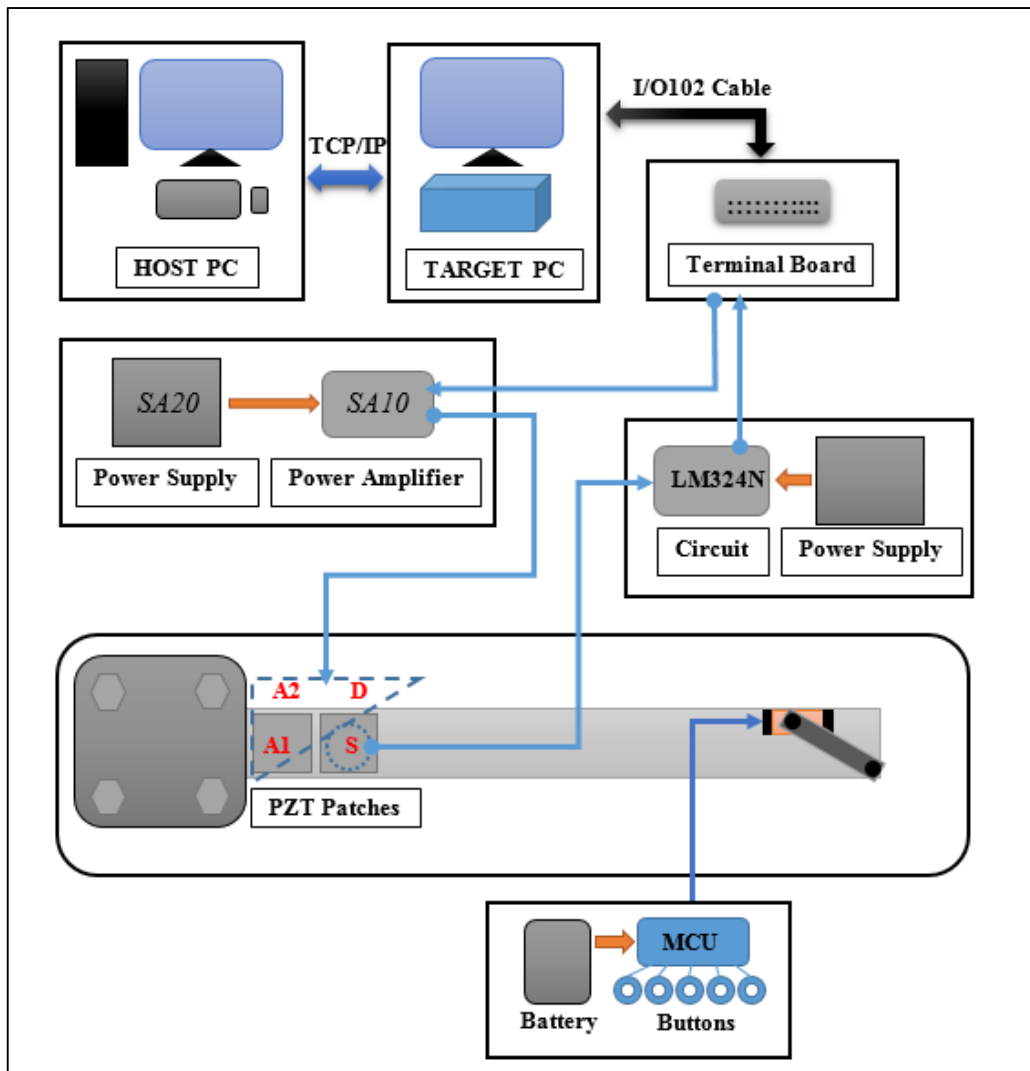 I/O102 Cable
TCP/IP
HOST PC
TARGET PC
Terminal Board
SA20
SA10
Power Supply
Power Amplifier
LM324N
Circuit
Power Supply
A2
D
A1
S
PZT Patches
MCU
Battery
Buttons